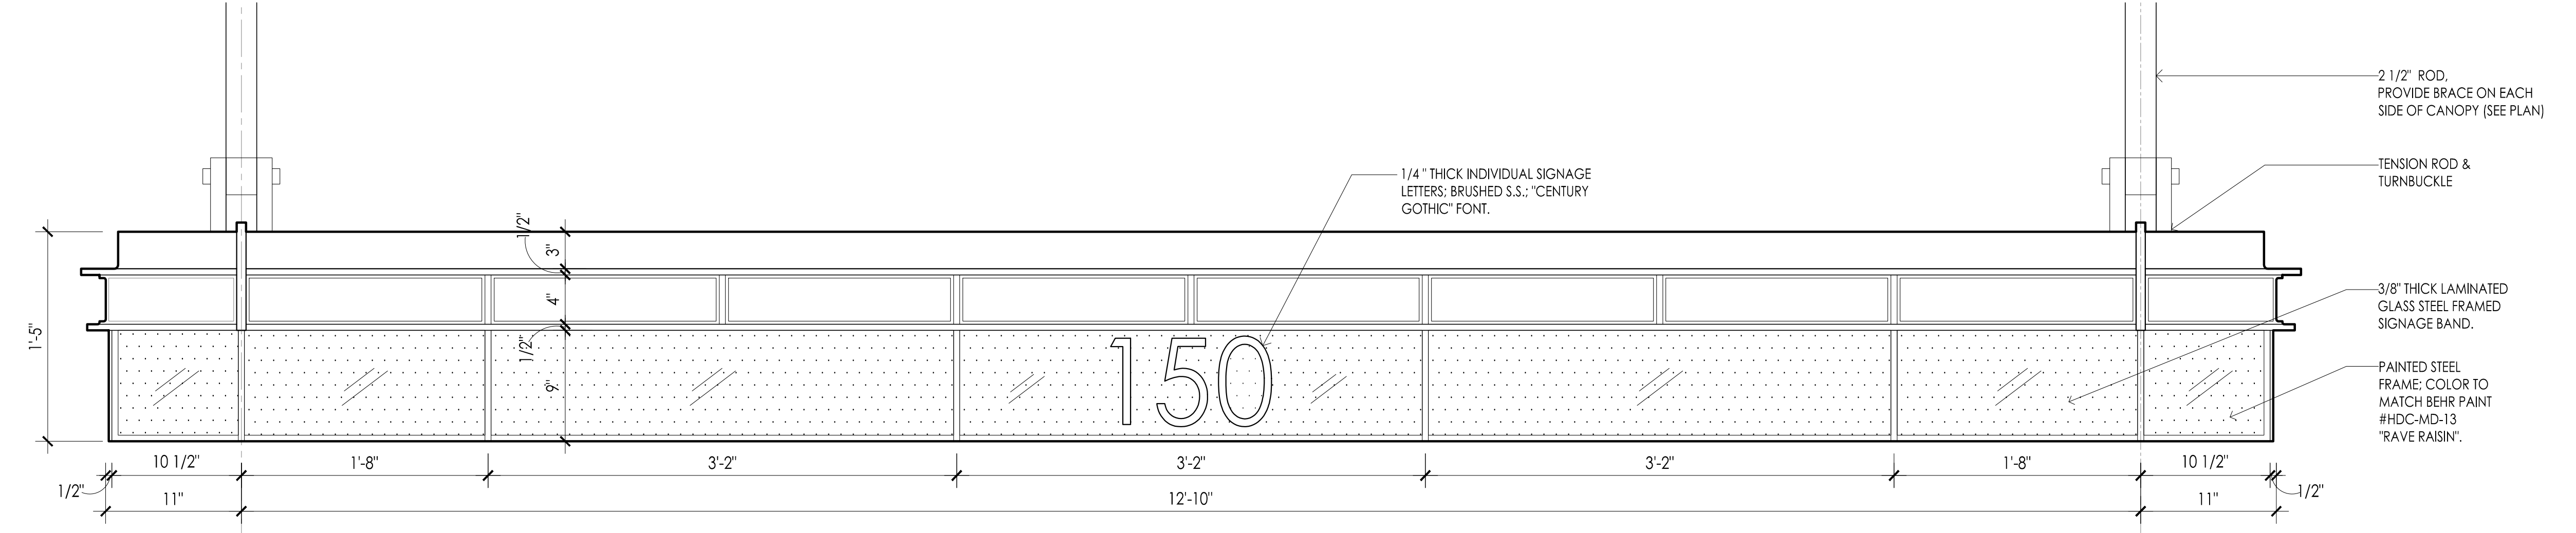 2 1/2" ROD,
PROVIDE BRACE ON EACH
SIDE OF CANOPY (SEE PLAN)
TENSION ROD &
TURNBUCKLE
1/4 " THICK INDIVIDUAL SIGNAGE
LETTERS; BRUSHED S.S.; "CENTURY
GOTHIC" FONT.
1/2"
3"
4"
1/2"
9"
1'-5"
150
3/8" THICK LAMINATED
GLASS STEEL FRAMED
SIGNAGE BAND.
PAINTED STEEL
FRAME; COLOR TO
MATCH BEHR PAINT
#HDC-MD-13
"RAVE RAISIN".
10 1/2"
1'-8"
3'-2"
3'-2"
3'-2"
1'-8"
10 1/2"
1/2"
11"
12'-10"
11"
1/2"